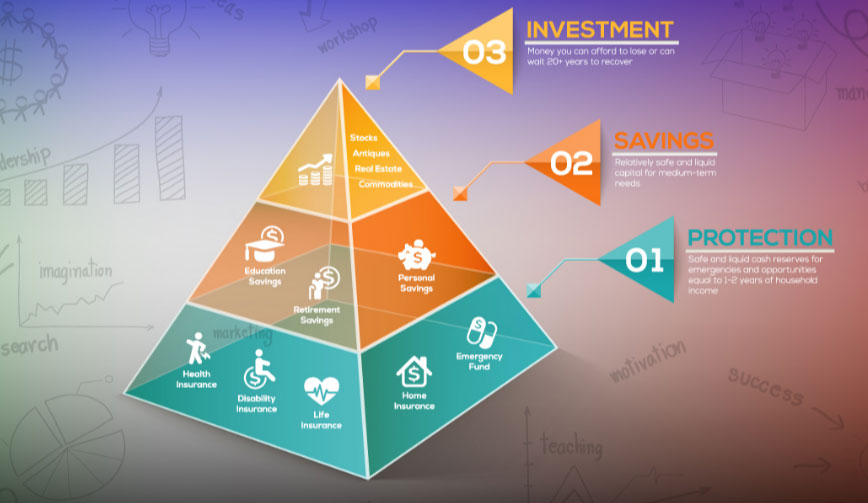 workshop
03
INVESTMENT
Money you can afford to lose or can
wait 20+ years to recover
Stocks
Antiques
Real Estate
Commodities
02
SAVINGS
Relatively safe and liquid
capital for medium-term
needs
Education
Savings
Retirement
Savings
Personal
Savings
01
PROTECTION
Safe and liquid cash reserves for
emergencies and opportunities
equal to 1-2 years of household
income
imagination
marketing
search
Health
Insurance
Disability
Insurance
Life
Insurance
Home
Insurance
Emergency
Fund
motivation
success
teaching